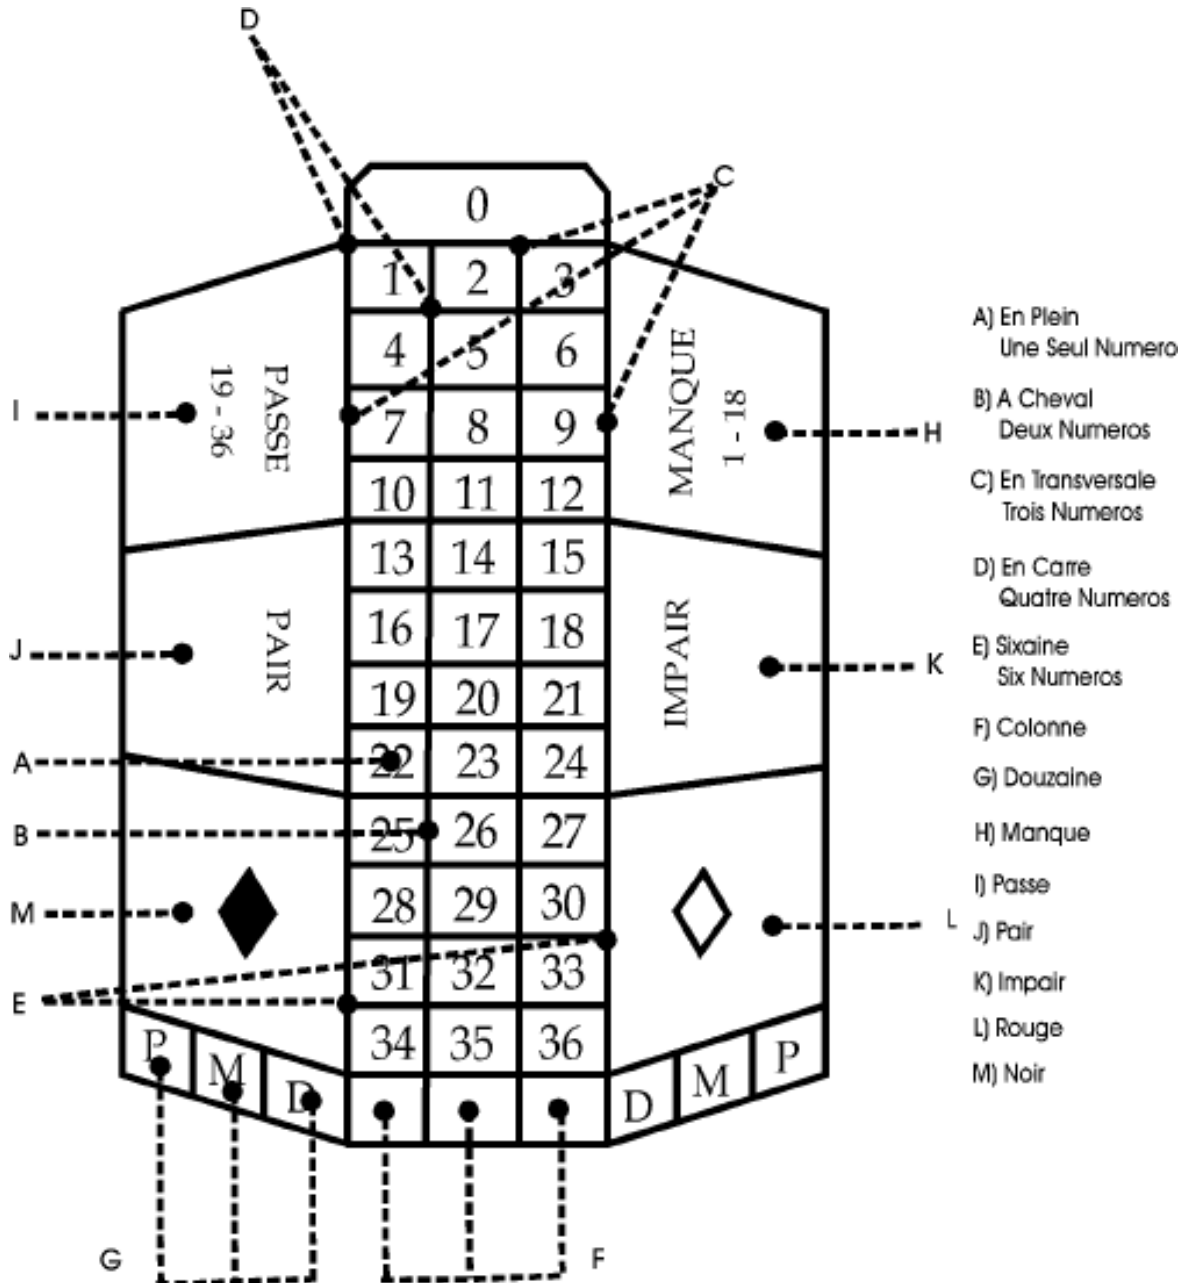 D
C
0
1 2 3
4 5 6
7 8 9
10 11 12
13 14 15
16 17 18
19 20 21
22 23 24
25 26 27
28 29 30
31 32 33
34 35 36
PASSE
19 - 36
MANQUE
1 - 18
PAIR
IMPAIR
I
H
J
K
A
B
M
L
E
P M D
D M P
G
F
A) En Plein
Une Seul Numero
B) A Cheval
Deux Numeros
C) En Transversale
Trois Numeros
D) En Carre
Quatre Numeros
E) Sixaine
Six Numeros
F) Colonne
G) Douzaine
H) Manque
I) Passe
J) Pair
K) Impair
L) Rouge
M) Noir